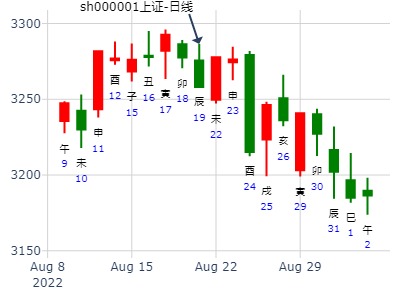 sh000001上证-日线
3300
3250
3200
3150
午
9
未
10
申
11
酉
12
子
15
丑
16
寅
17
卯
18
辰
19
未
22
申
23
酉
24
戌
25
亥
26
寅
29
卯
30
辰
31
巳
1
午
2
Aug 8
2022
Aug 15
Aug 22
Aug 29